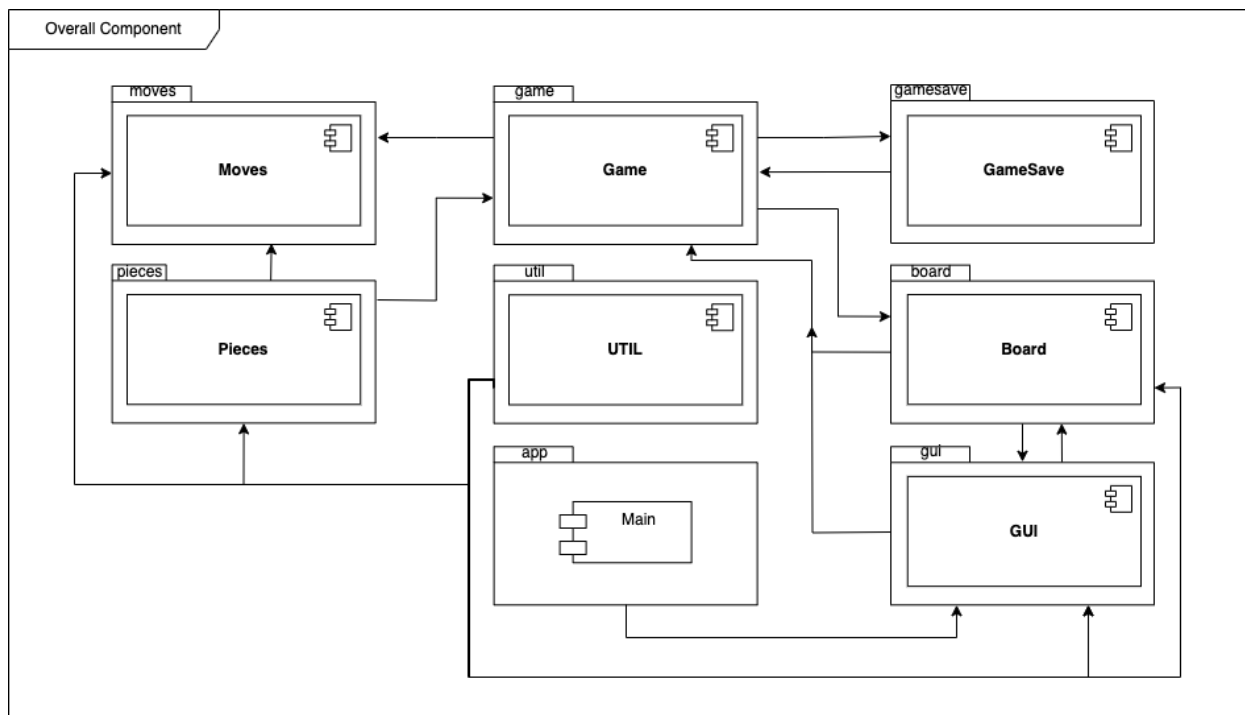 Overall Component
moves
game
gamesave
Moves
Game
GameSave
pieces
util
board
Pieces
UTIL
Board
app
gui
Main
GUI